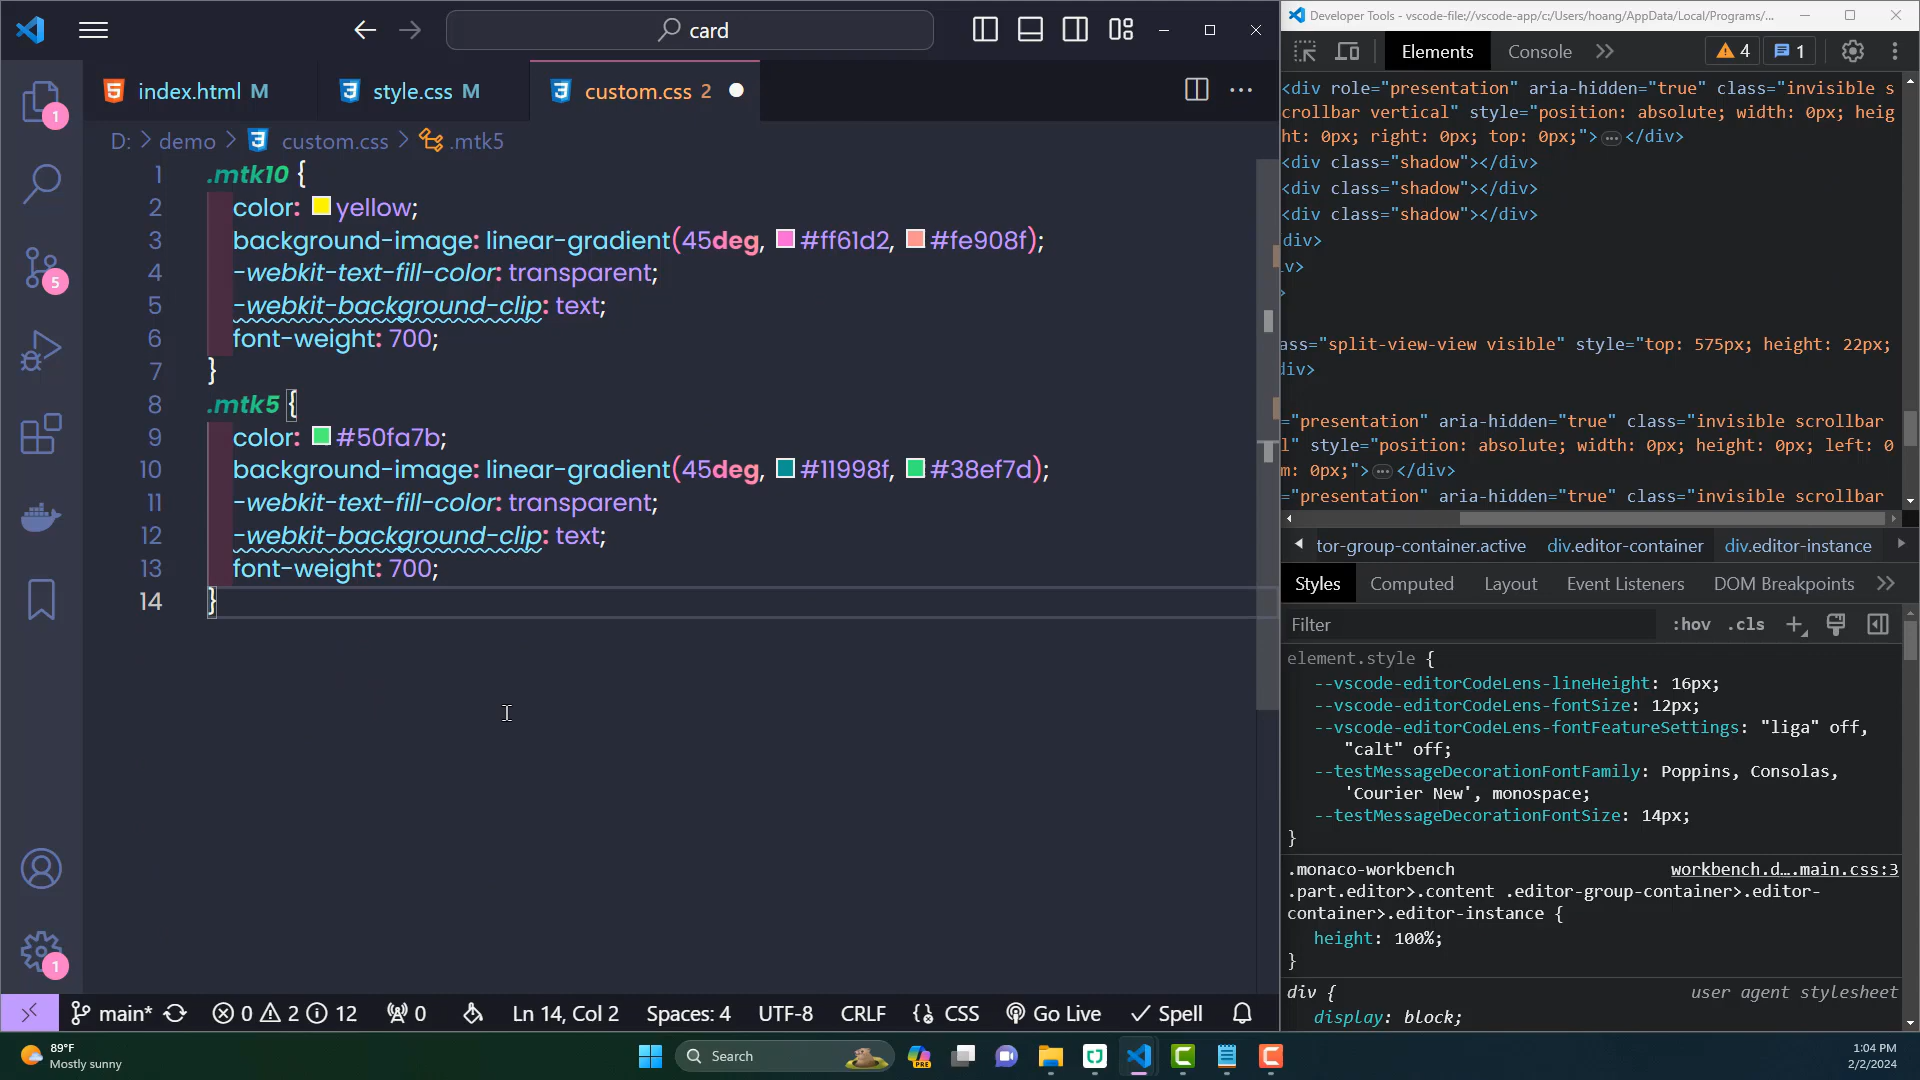 card
index.html M
style.css M
custom.css 2
D: > demo > custom.css > .mtk5
1 .mtk10 {
2 color: yellow;
3 background-image: linear-gradient(45deg, #ff61d2, #fe908f);
4 -webkit-text-fill-color: transparent;
5 -webkit-background-clip: text;
6 font-weight: 700;
7 }
8 .mtk5 {
9 color: #50fa7b;
10 background-image: linear-gradient(45deg, #11998f, #38ef7d);
11 -webkit-text-fill-color: transparent;
12 -webkit-background-clip: text;
13 font-weight: 700;
14 }
1
5
1
main* 0 2 12 0 Ln 14, Col 2 Spaces: 4 UTF-8 CRLF CSS Go Live Spell
Developer Tools - vscode-file://vscode-app/c:/Users/hoang/AppData/Local/Programs/...
Elements Console 4 1
<div role="presentation" aria-hidden="true" class="invisible s
crollbar vertical" style="position: absolute; width: 0px; heig
ht: 0px; right: 0px; top: 0px;"> … </div>
<div class="shadow"></div>
<div class="shadow"></div>
<div class="shadow"></div>
div>
v>
>
ass="split-view-view visible" style="top: 575px; height: 22px;
div>
="presentation" aria-hidden="true" class="invisible scrollbar
l" style="position: absolute; width: 0px; height: 0px; left: 0
m: 0px;"> … </div>
="presentation" aria-hidden="true" class="invisible scrollbar
tor-group-container.active div.editor-container div.editor-instance
Styles Computed Layout Event Listeners DOM Breakpoints
Filter :hov .cls
element.style {
--vscode-editorCodeLens-lineHeight: 16px;
--vscode-editorCodeLens-fontSize: 12px;
--vscode-editorCodeLens-fontFeatureSettings: "liga" off,
"calt" off;
--testMessageDecorationFontFamily: Poppins, Consolas,
'Courier New', monospace;
--testMessageDecorationFontSize: 14px;
}
.monaco-workbench workbench.d….main.css:3
.part.editor>.content .editor-group-container>.editor-
container>.editor-instance {
height: 100%;
}
div { user agent stylesheet
display: block;
89°F
Mostly sunny
Search
PRE
1:04 PM
2/2/2024